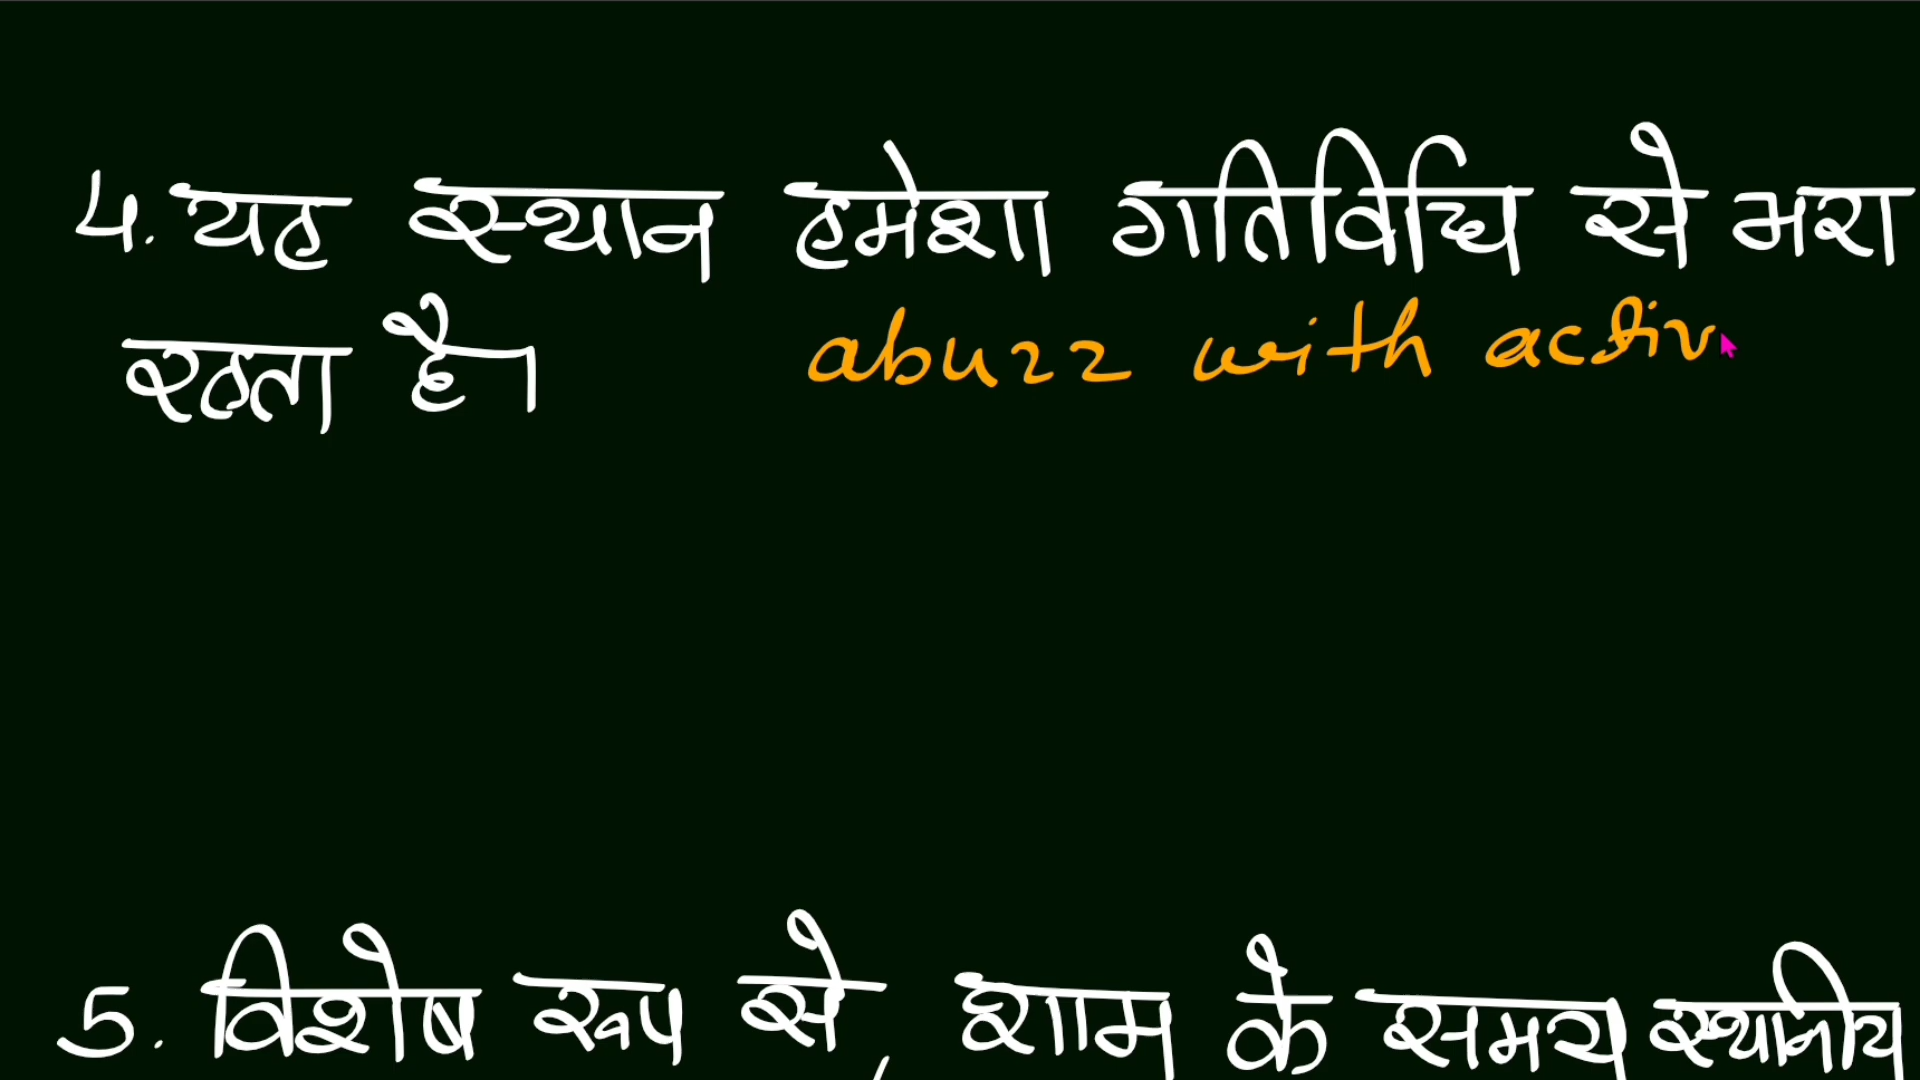 4. यह स्थान हमेशा गतिविधि से भरा
रहता है।
abuzz with activ
5. विशेष रूप से, शाम के समय स्थानीय